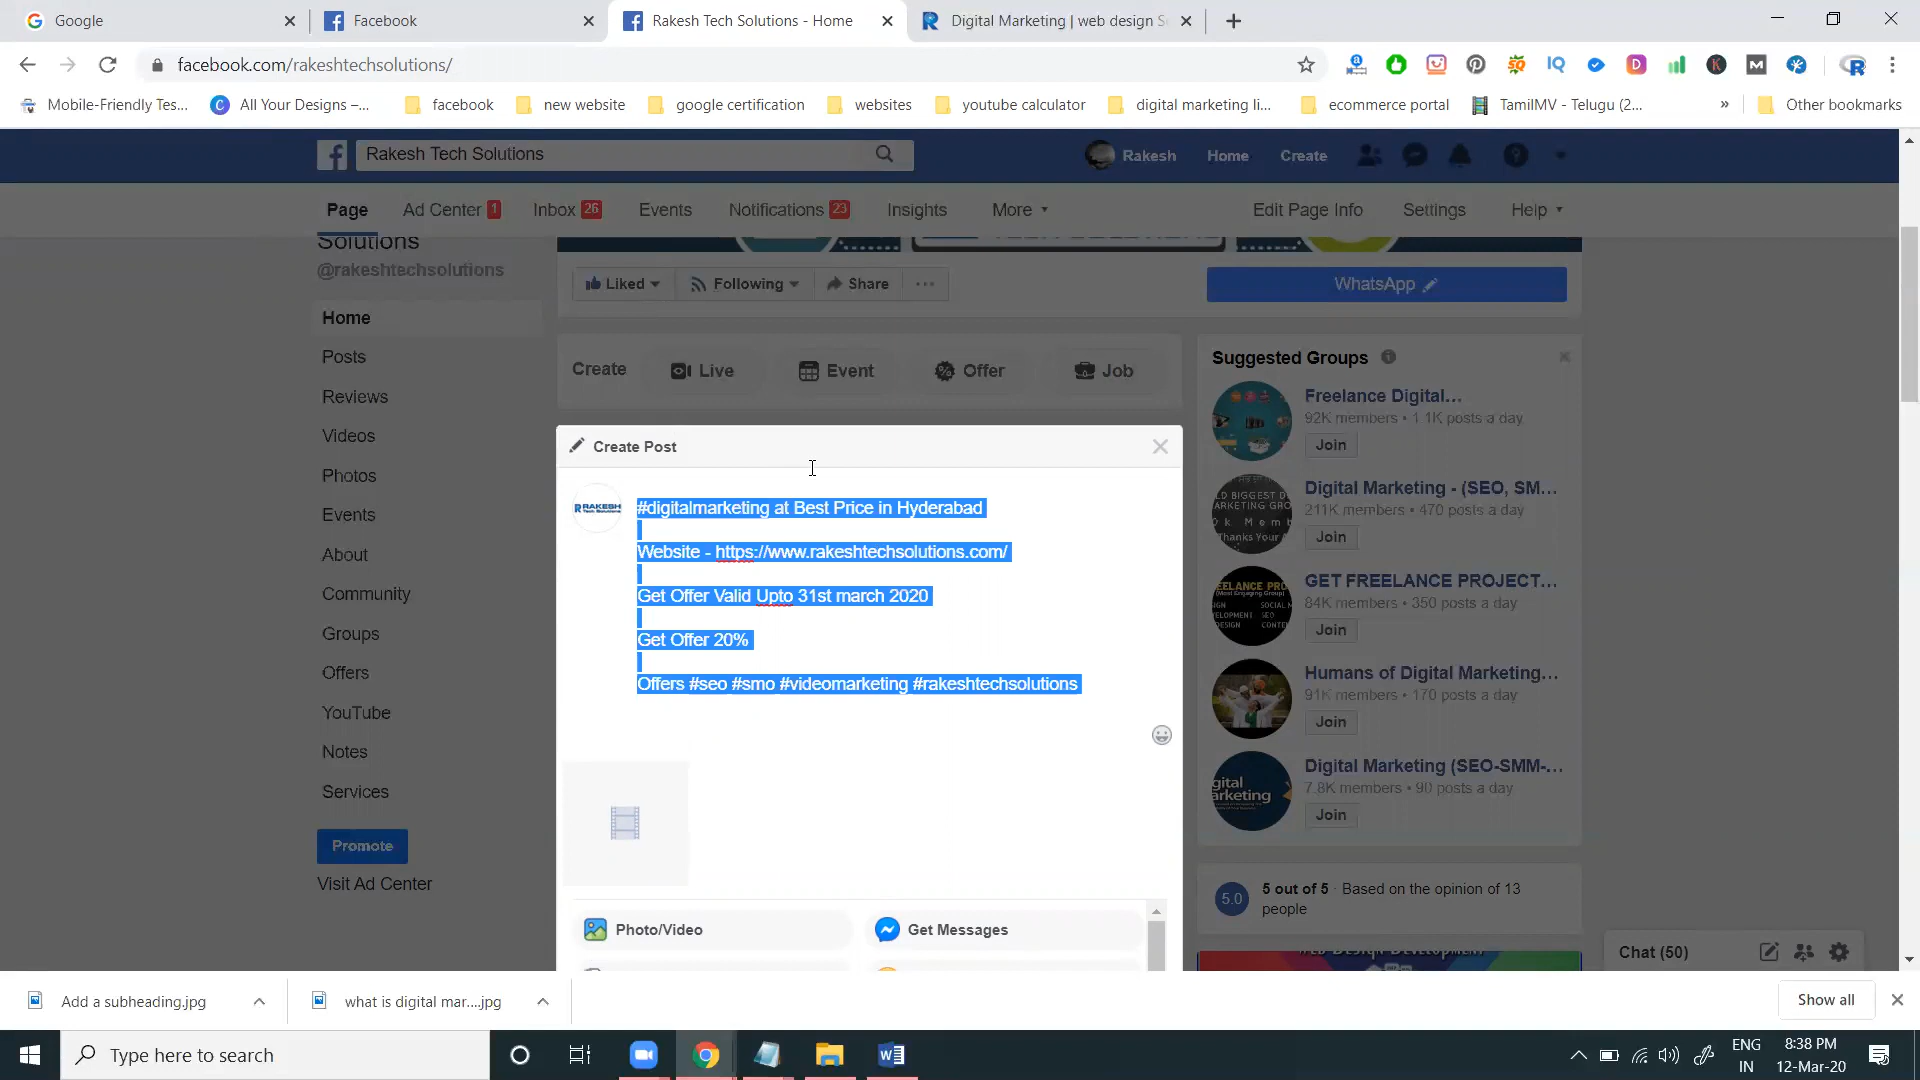 Google
Facebook
Rakesh Tech Solutions - Home
Digital Marketing | web design S
facebook.com/rakeshtechsolutions/
Mobile-Friendly Tes...
All Your Designs –...
facebook
new website
google certification
websites
youtube calculator
digital marketing li...
ecommerce portal
TamilMV - Telugu (2...
»
Other bookmarks
Rakesh Tech Solutions
Rakesh
Home
Create
Page
Ad Center 1
Inbox 26
Events
Notifications 23
Insights
More
Edit Page Info
Settings
Help
Solutions
@rakeshtechsolutions
Liked
Following
Share
...
WhatsApp
Home
Posts
Reviews
Videos
Photos
Events
About
Community
Groups
Offers
YouTube
Notes
Services
Promote
Visit Ad Center
Create
Live
Event
Offer
Job
Create Post
RAKESH
Tech Solutions
#digitalmarketing at Best Price in Hyderabad
Website - https://www.rakeshtechsolutions.com/
Get Offer Valid Upto 31st march 2020
Get Offer 20%
Offers #seo #smo #videomarketing #rakeshtechsolutions
Photo/Video
Get Messages
Suggested Groups
Freelance Digital...
92K members • 1.1K posts a day
Join
Digital Marketing - (SEO, SM...
211K members • 470 posts a day
Join
GET FREELANCE PROJECT...
84K members • 350 posts a day
Join
Humans of Digital Marketing...
91K members • 170 posts a day
Join
Digital Marketing (SEO-SMM-...
7.8K members • 90 posts a day
Join
5.0
5 out of 5 · Based on the opinion of 13
people
Chat (50)
Add a subheading.jpg
what is digital mar....jpg
Show all
Type here to search
ENG
IN
8:38 PM
12-Mar-20